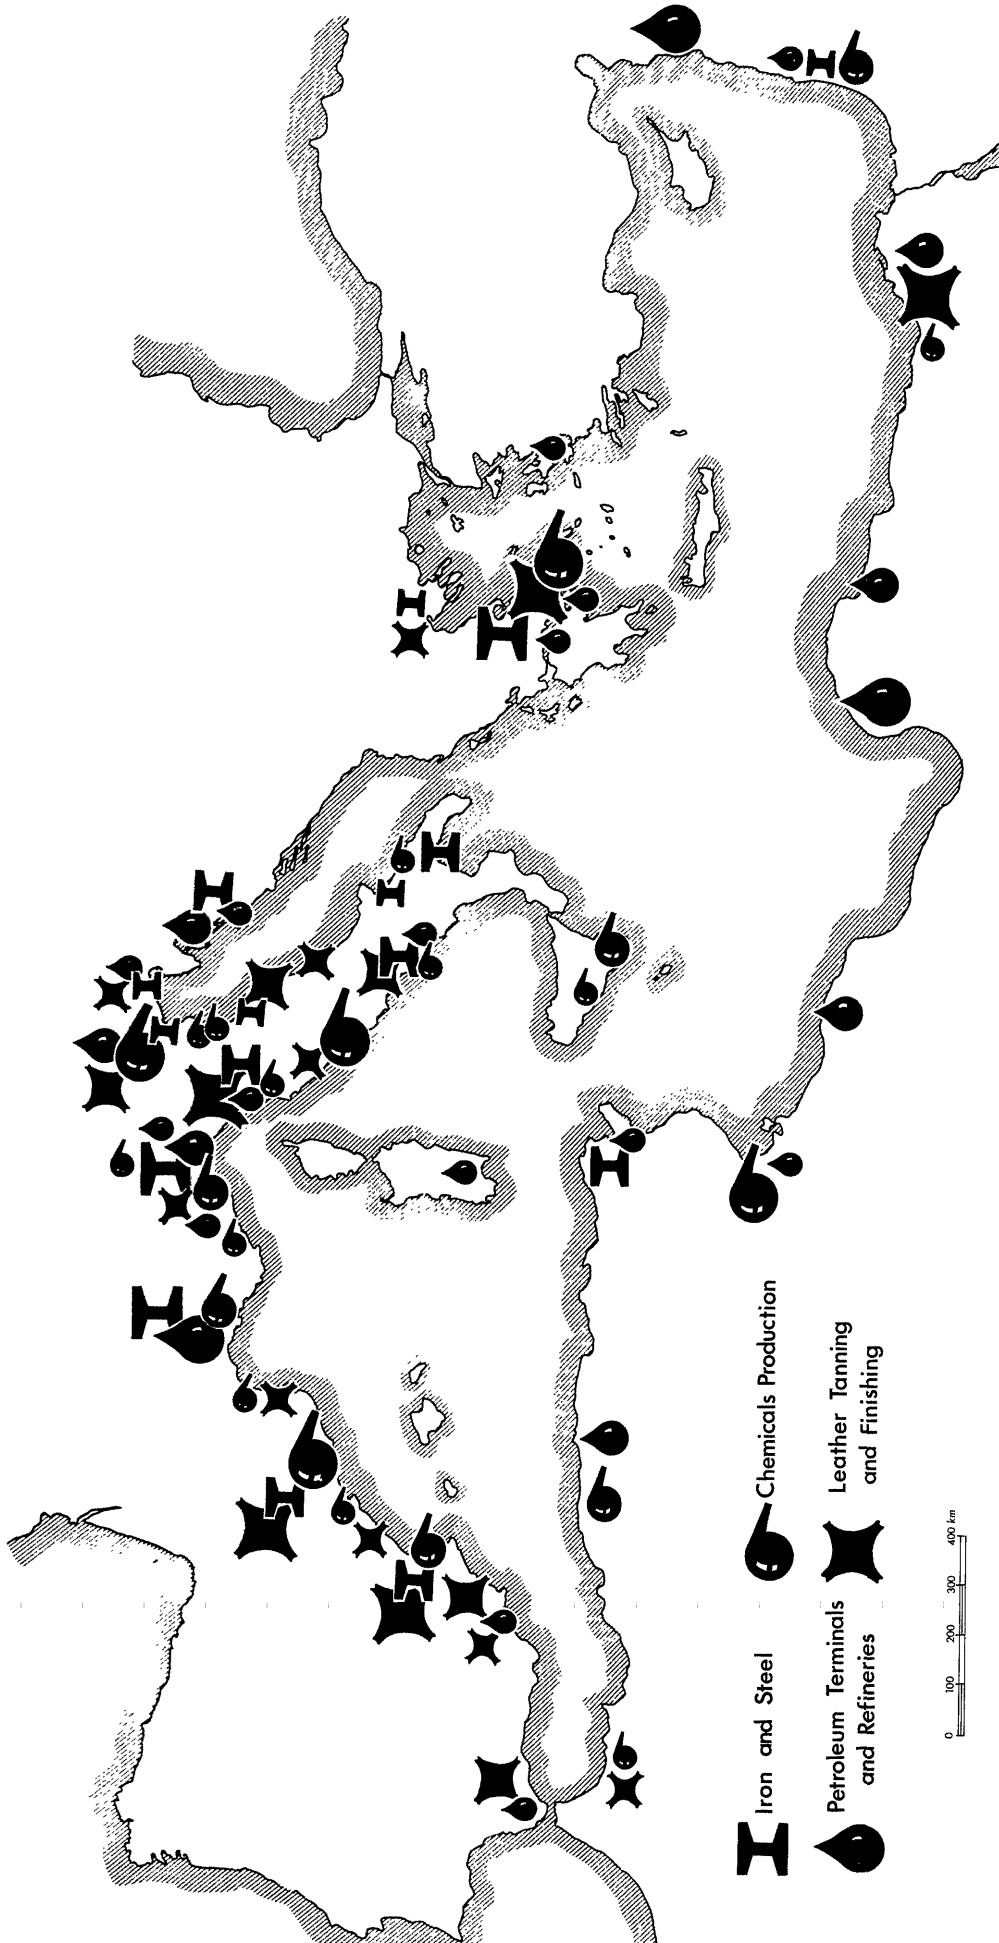 Iron and Steel
Chemicals Production
Petroleum Terminals
and Refineries
Leather Tanning
and Finishing
0 100 200 300 400 km